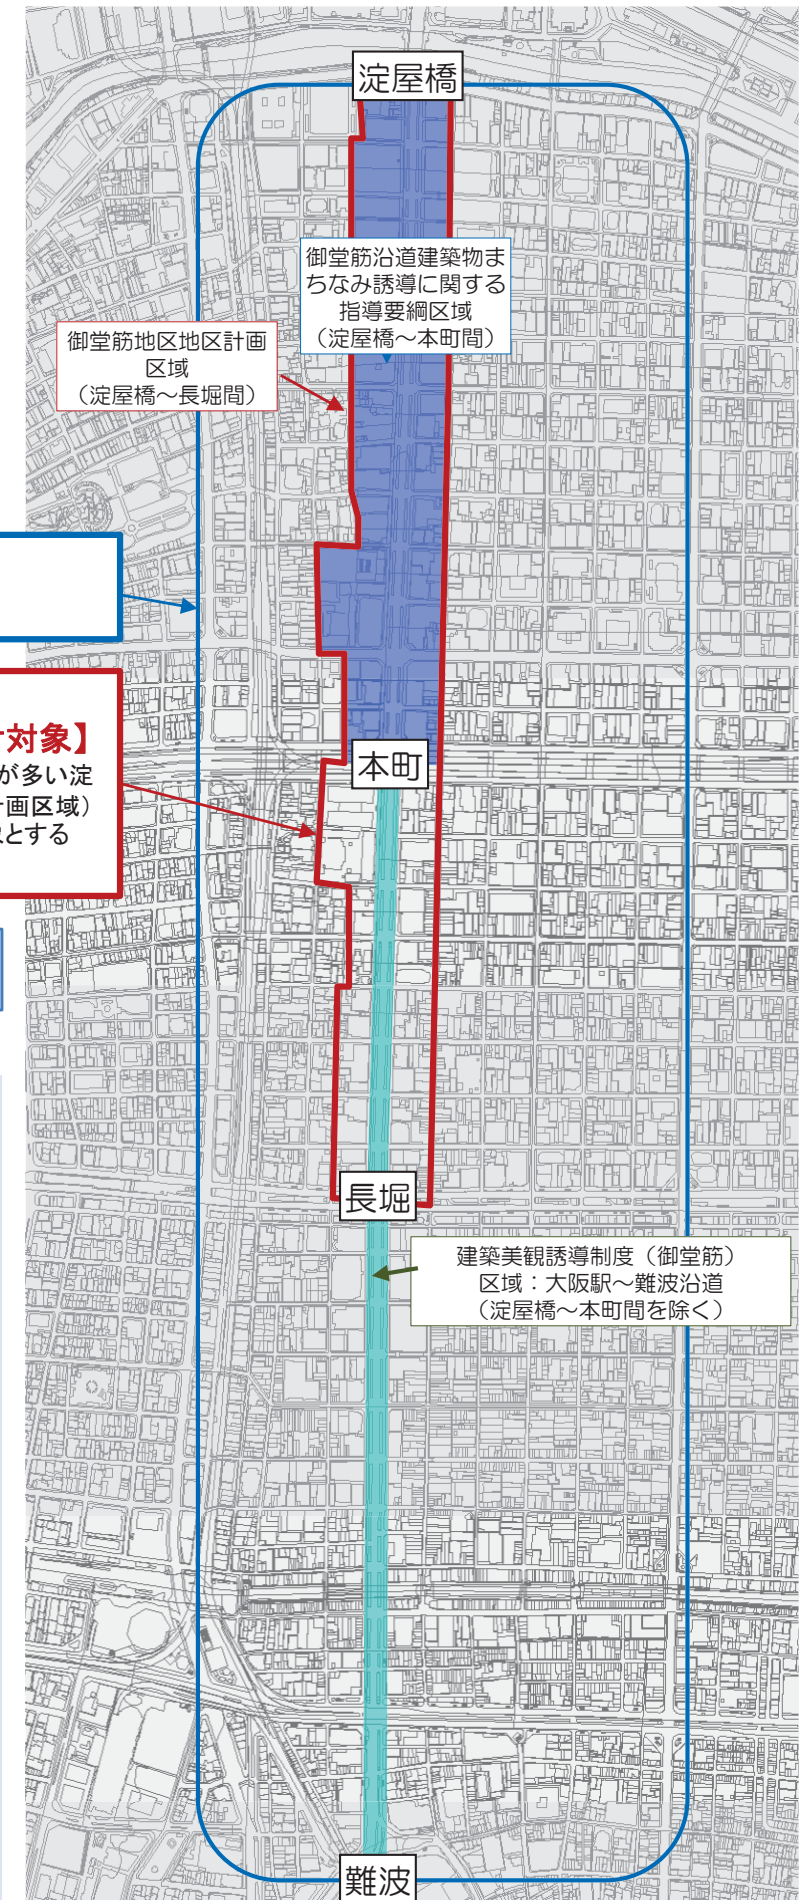 淀屋橋
御堂筋沿道建築物ま
ちなみ誘導に関する
指導要綱区域
（淀屋橋～本町間）
御堂筋地区地区計画
区域
（淀屋橋～長堀間）
対象】
が多い淀
計画区域）
象とする
本町
長堀
建築美観誘導制度（御堂筋）
区域：大阪駅～難波沿道
（淀屋橋～本町間を除く）
難波